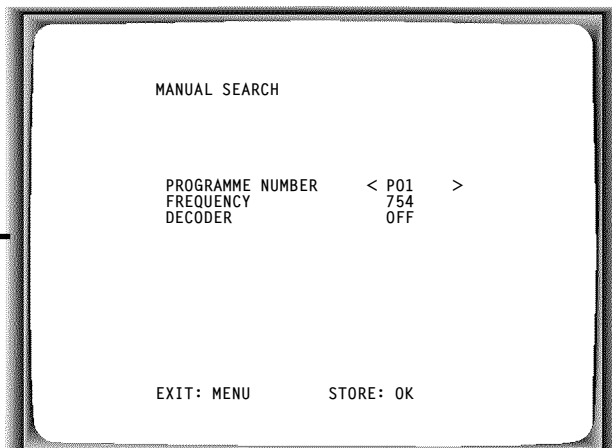 MANUAL SEARCH
PROGRAMME NUMBER < P01 >
FREQUENCY 754
DECODER OFF
EXIT: MENU STORE: OK